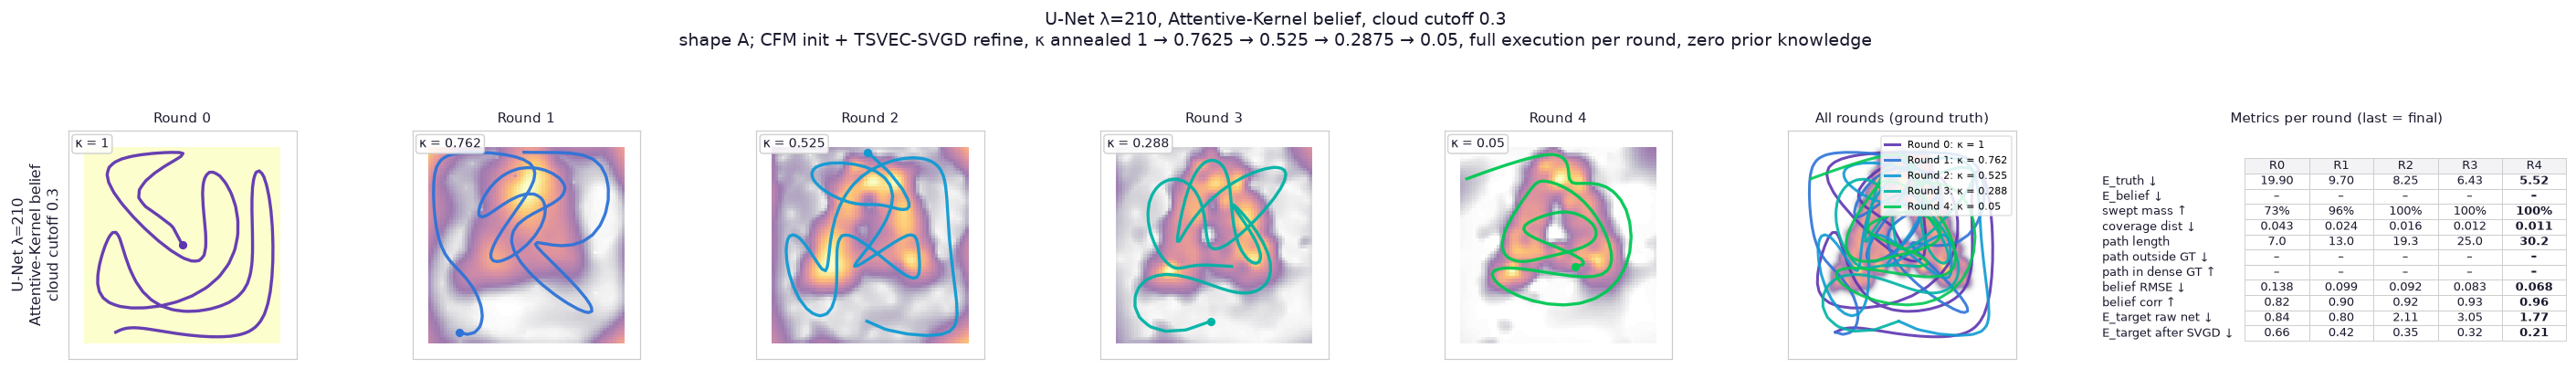 U-Net λ=210, Attentive-Kernel belief, cloud cutoff 0.3
shape A; CFM init + TSVEC-SVGD refine, κ annealed 1 → 0.7625 → 0.525 → 0.2875 → 0.05, full execution per round, zero prior knowledge
U-Net λ=210
Attentive-Kernel belief
cloud cutoff 0.3
Round 0
κ = 1
Round 1
κ = 0.762
Round 2
κ = 0.525
Round 3
κ = 0.288
Round 4
κ = 0.05
All rounds (ground truth)
Round 0: κ = 1
Round 1: κ = 0.762
Round 2: κ = 0.525
Round 3: κ = 0.288
Round 4: κ = 0.05
Metrics per round (last = final)
R0 R1 R2 R3 R4
E_truth ↓ 19.90 9.70 8.25 6.43 5.52
E_belief ↓ – – – – –
swept mass ↑ 73% 96% 100% 100% 100%
coverage dist ↓ 0.043 0.024 0.016 0.012 0.011
path length 7.0 13.0 19.3 25.0 30.2
path outside GT ↓ – – – – –
path in dense GT ↑ – – – – –
belief RMSE ↓ 0.138 0.099 0.092 0.083 0.068
belief corr ↑ 0.82 0.90 0.92 0.93 0.96
E_target raw net ↓ 0.84 0.80 2.11 3.05 1.77
E_target after SVGD ↓ 0.66 0.42 0.35 0.32 0.21